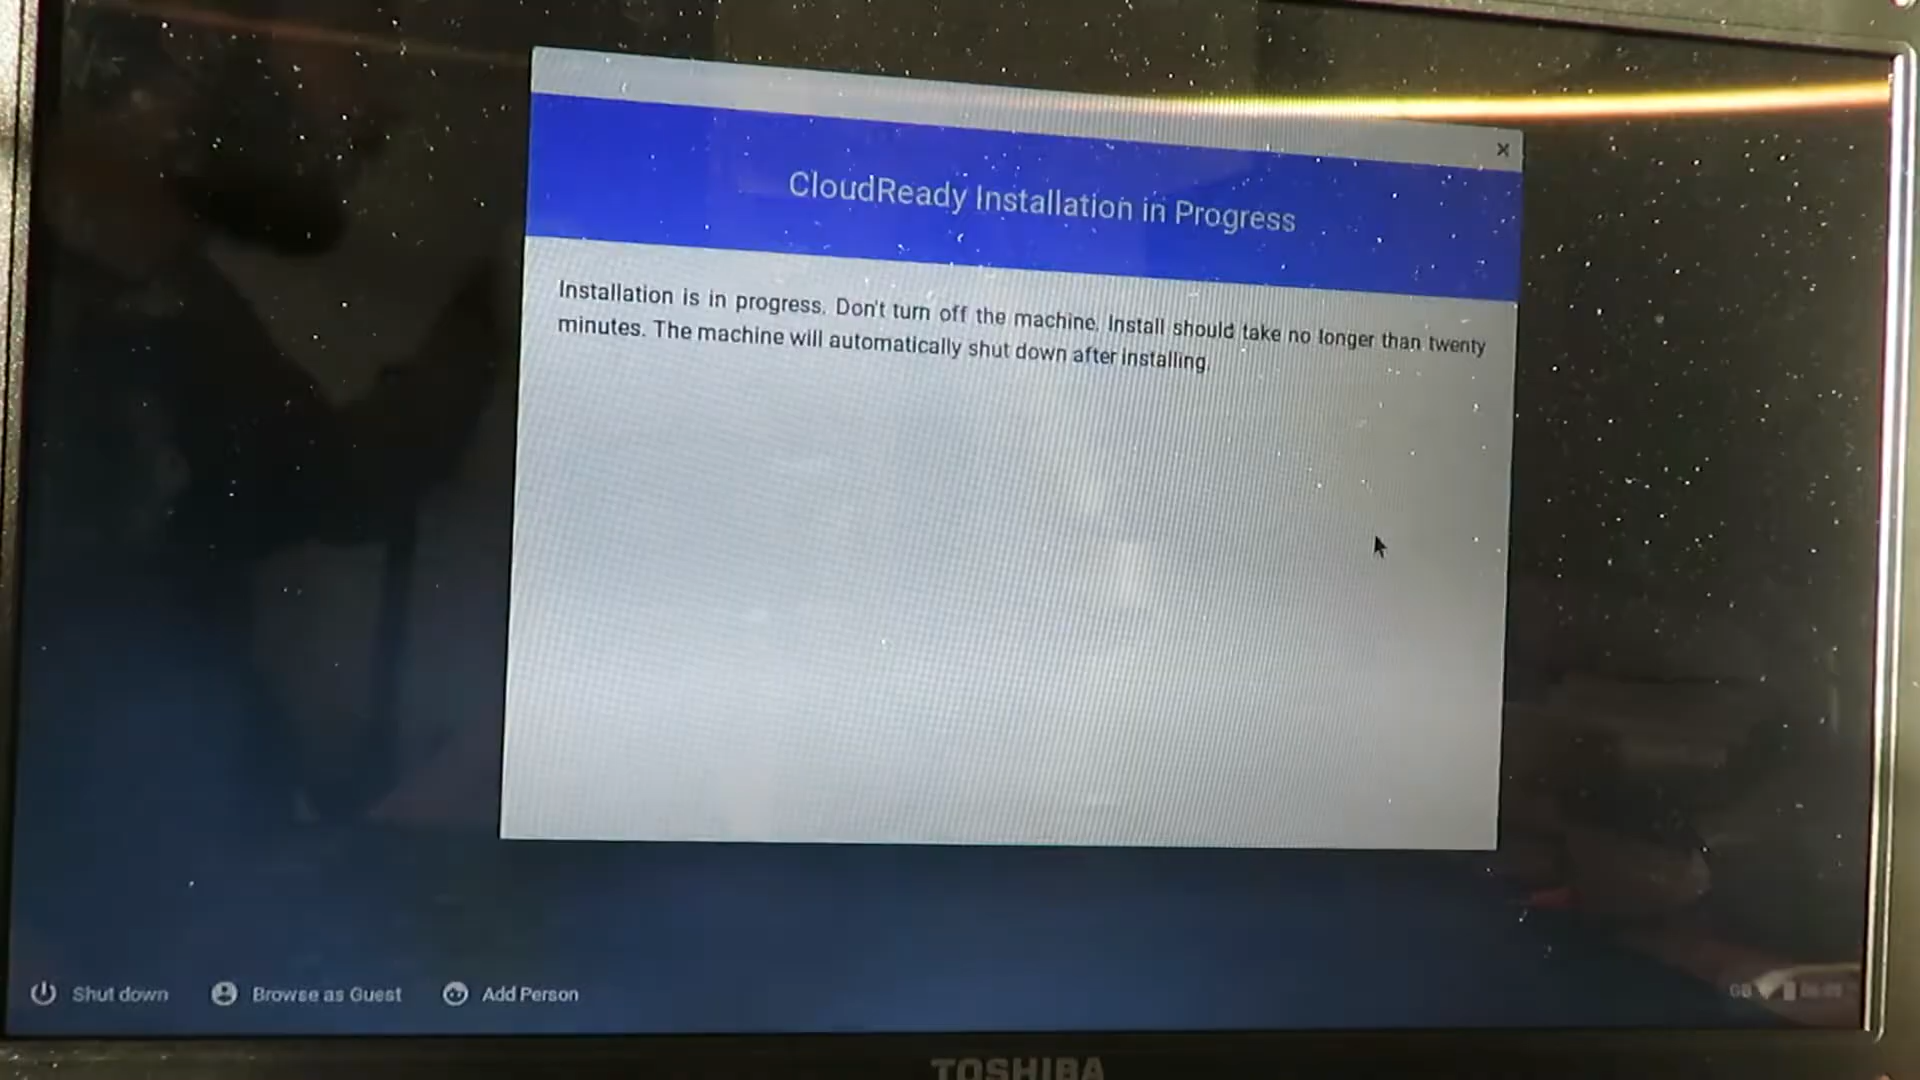 CloudReady Installation in Progress
Installation is in progress. Don't turn off the machine. Install should take no longer than twenty
minutes. The machine will automatically shut down after installing.
Shut down
Browse as Guest
Add Person
GB
TOSHIBA